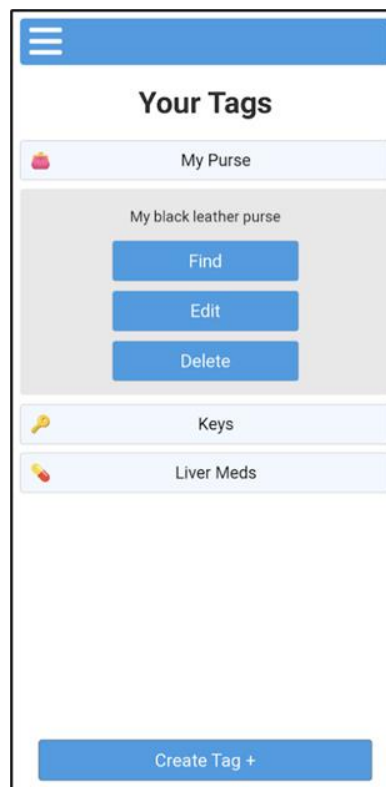 Your Tags
My Purse
My black leather purse
Find
Edit
Delete
Keys
Liver Meds
Create Tag +